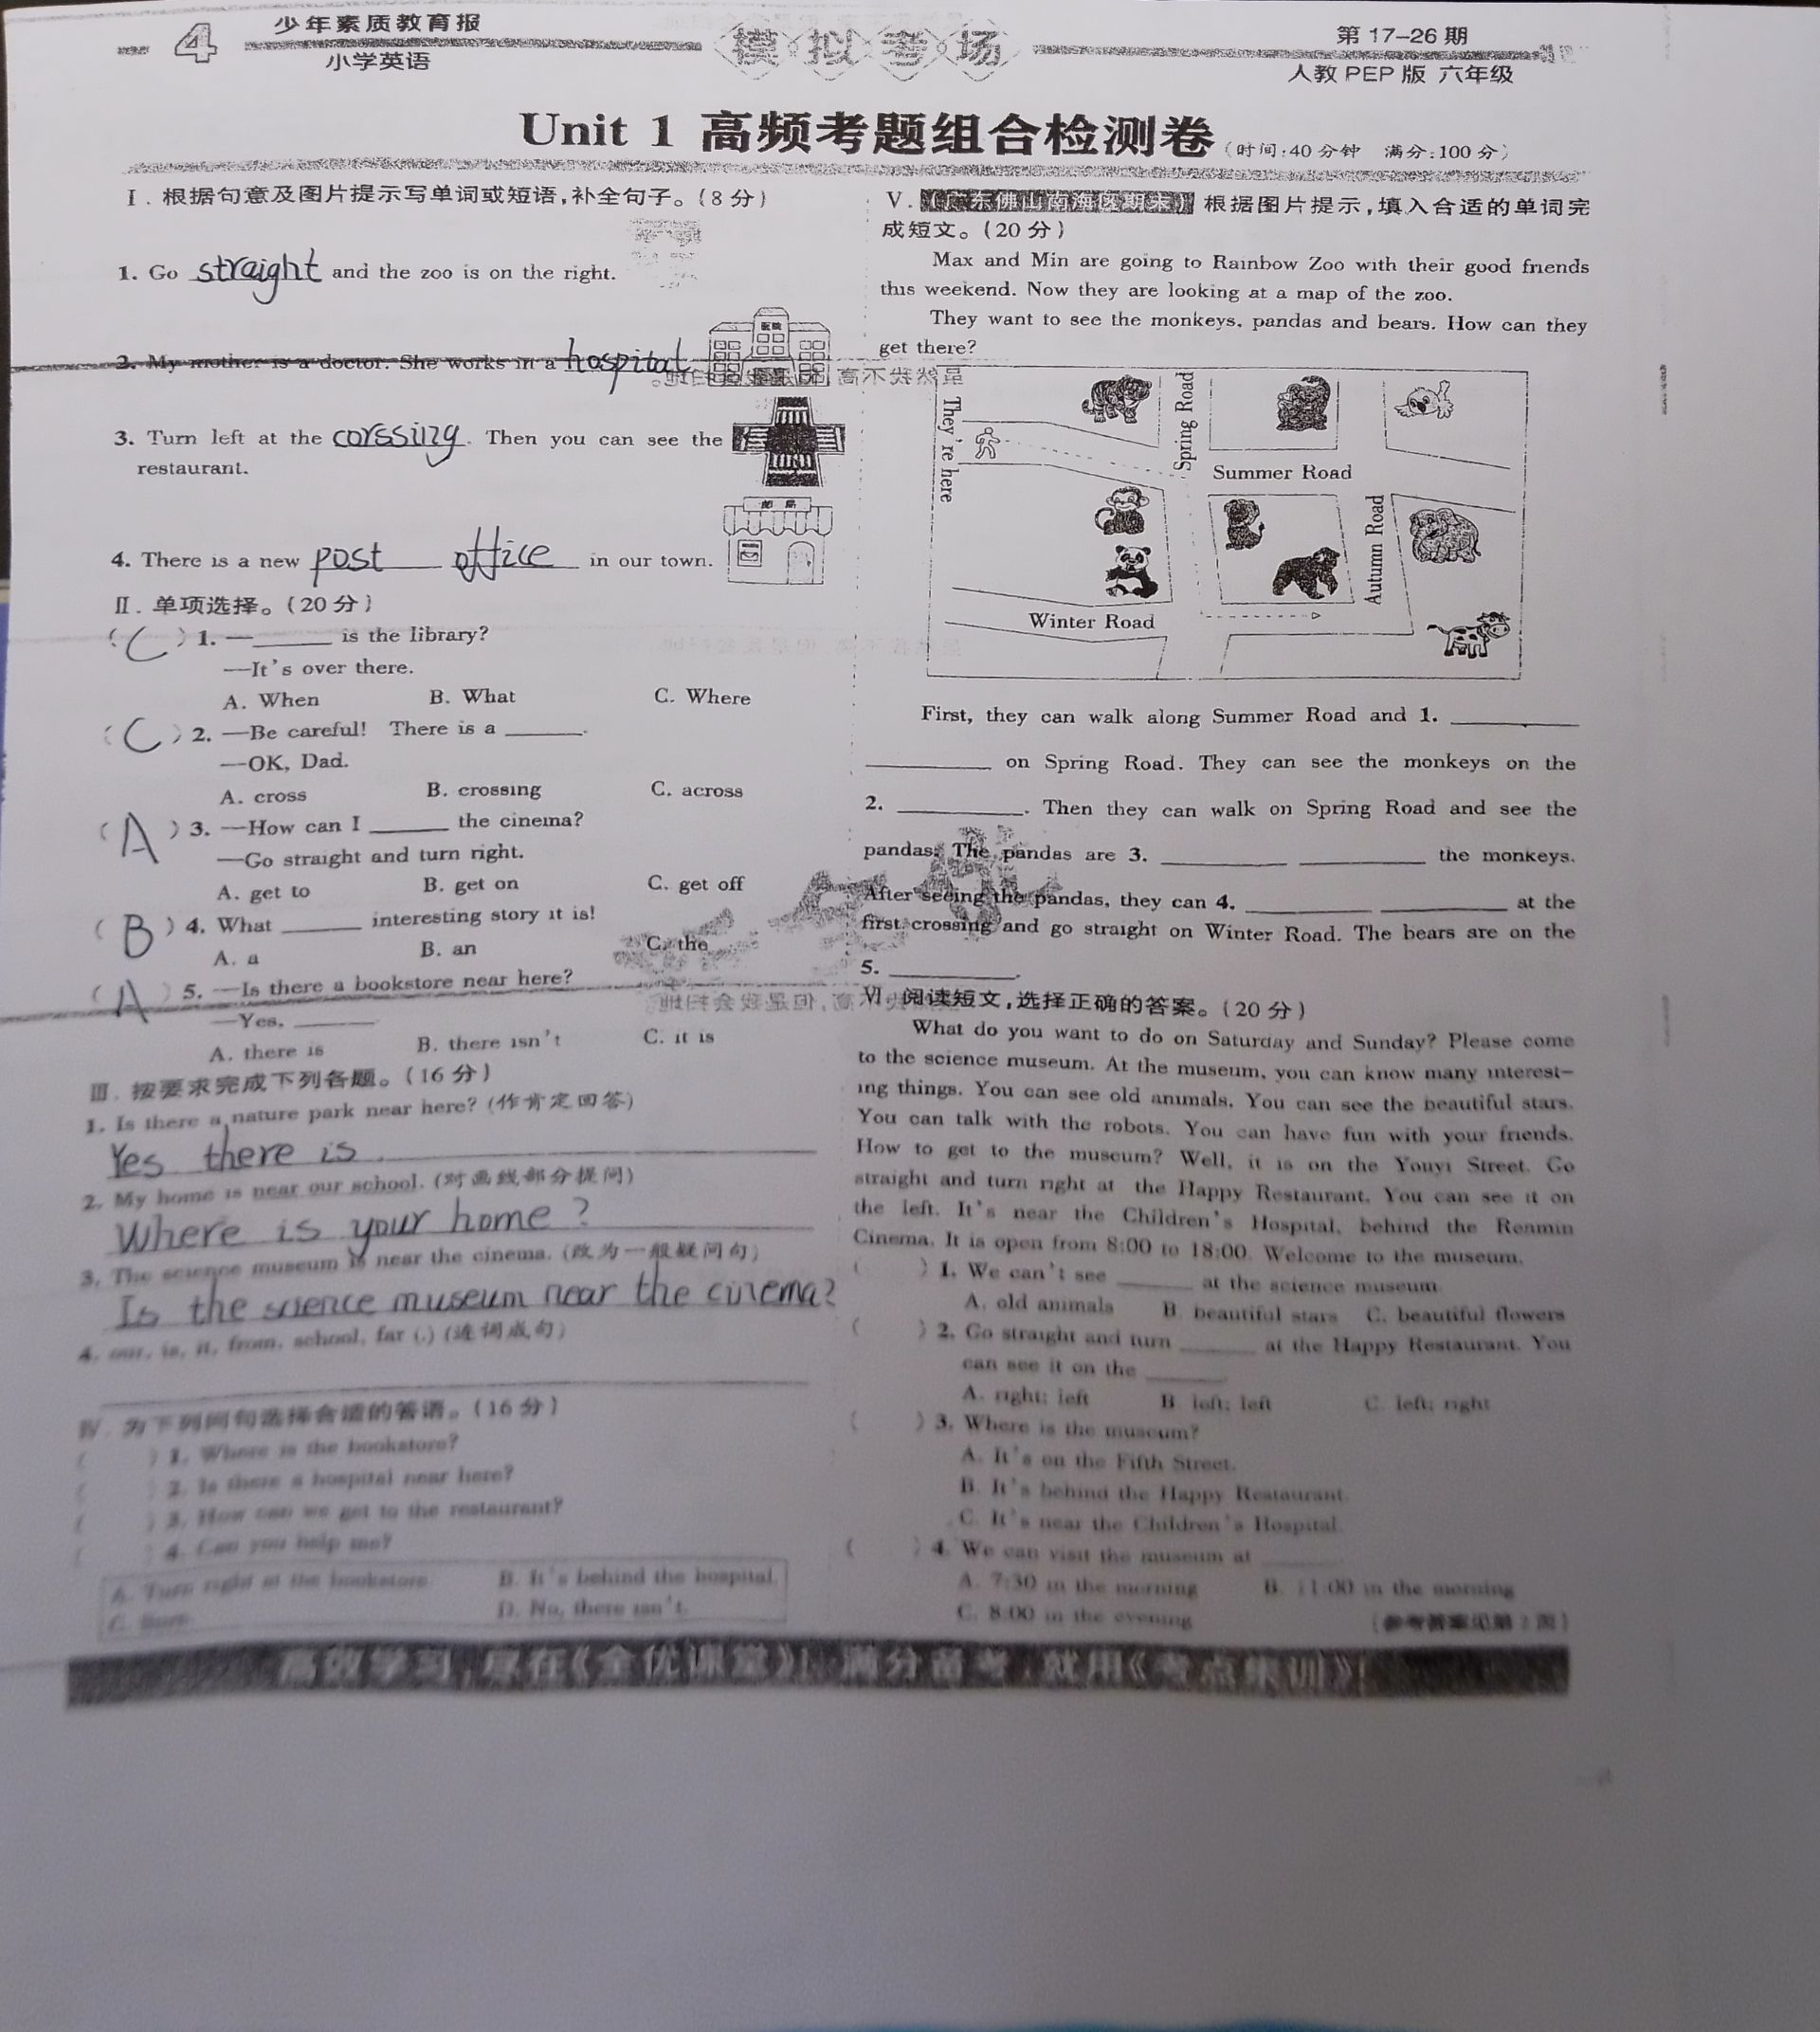 4
少年素质教育报
小学英语
模拟考场
第 17-26 期
人教 PEP 版 六年级
Unit 1 高频考题组合检测卷 (时间:40 分钟 满分:100 分)
Ⅰ. 根据句意及图片提示写单词或短语,补全句子。(8 分)
1. Go straight and the zoo is on the right.
医院
2. My mother is a doctor. She works in a hospital
3. Turn left at the corssing. Then you can see the
restaurant.
邮局
4. There is a new post office in our town.
Ⅱ. 单项选择。(20 分)
(C) 1. —______ is the library?
—It's over there.
A. When B. What C. Where
(C) 2. —Be careful! There is a ______.
—OK, Dad.
A. cross B. crossing C. across
(A) 3. —How can I ______ the cinema?
—Go straight and turn right.
A. get to B. get on C. get off
(B) 4. What ______ interesting story it is!
A. a B. an C. the
(A) 5. —Is there a bookstore near here?
—Yes, ______
A. there is B. there isn't C. it is
Ⅲ. 按要求完成下列各题。(16 分)
1. Is there a nature park near here? (作肯定回答)
Yes there is.
2. My home is near our school. (对画线部分提问)
Where is your home?
3. The science museum is near the cinema. (改为一般疑问句)
Is the science museum near the cinema?
4. our, is, it, from, school, far (.) (连词成句)
Ⅳ. 为下列问句选择合适的答语。(16 分)
( ) 1. Where is the bookstore?
( ) 2. Is there a hospital near here?
( ) 3. How can we get to the restaurant?
( ) 4. Can you help me?
A. Turn right at the bookstore. B. It's behind the hospital.
C. Sure. D. No, there isn't.
Ⅴ. (广东佛山南海区期末) 根据图片提示,填入合适的单词完
成短文。(20 分)
Max and Min are going to Rainbow Zoo with their good friends
this weekend. Now they are looking at a map of the zoo.
They want to see the monkeys, pandas and bears. How can they
get there?
They're here
Spring Road
Summer Road
Autumn Road
Winter Road
First, they can walk along Summer Road and 1. ______
______ on Spring Road. They can see the monkeys on the
2. ______. Then they can walk on Spring Road and see the
pandas. The pandas are 3. ______ ______ the monkeys.
After seeing the pandas, they can 4. ______ ______ at the
first crossing and go straight on Winter Road. The bears are on the
5. ______.
Ⅵ. 阅读短文,选择正确的答案。(20 分)
What do you want to do on Saturday and Sunday? Please come
to the science museum. At the museum, you can know many interest-
ing things. You can see old animals. You can see the beautiful stars.
You can talk with the robots. You can have fun with your friends.
How to get to the museum? Well, it is on the Youyi Street. Go
straight and turn right at the Happy Restaurant. You can see it on
the left. It's near the Children's Hospital, behind the Renmin
Cinema. It is open from 8:00 to 18:00. Welcome to the museum.
( ) 1. We can't see ______ at the science museum.
A. old animals B. beautiful stars C. beautiful flowers
( ) 2. Go straight and turn ______ at the Happy Restaurant. You
can see it on the ______
A. right; left B. left; left C. left; right
( ) 3. Where is the museum?
A. It's on the Fifth Street.
B. It's behind the Happy Restaurant.
C. It's near the Children's Hospital.
( ) 4. We can visit the museum at ______
A. 7:30 in the morning B. 11:00 in the morning
C. 8:00 in the evening (参考答案见第 2 页)
高效学习,尽在《全优课堂》! 满分备考,就用《考点集训》!